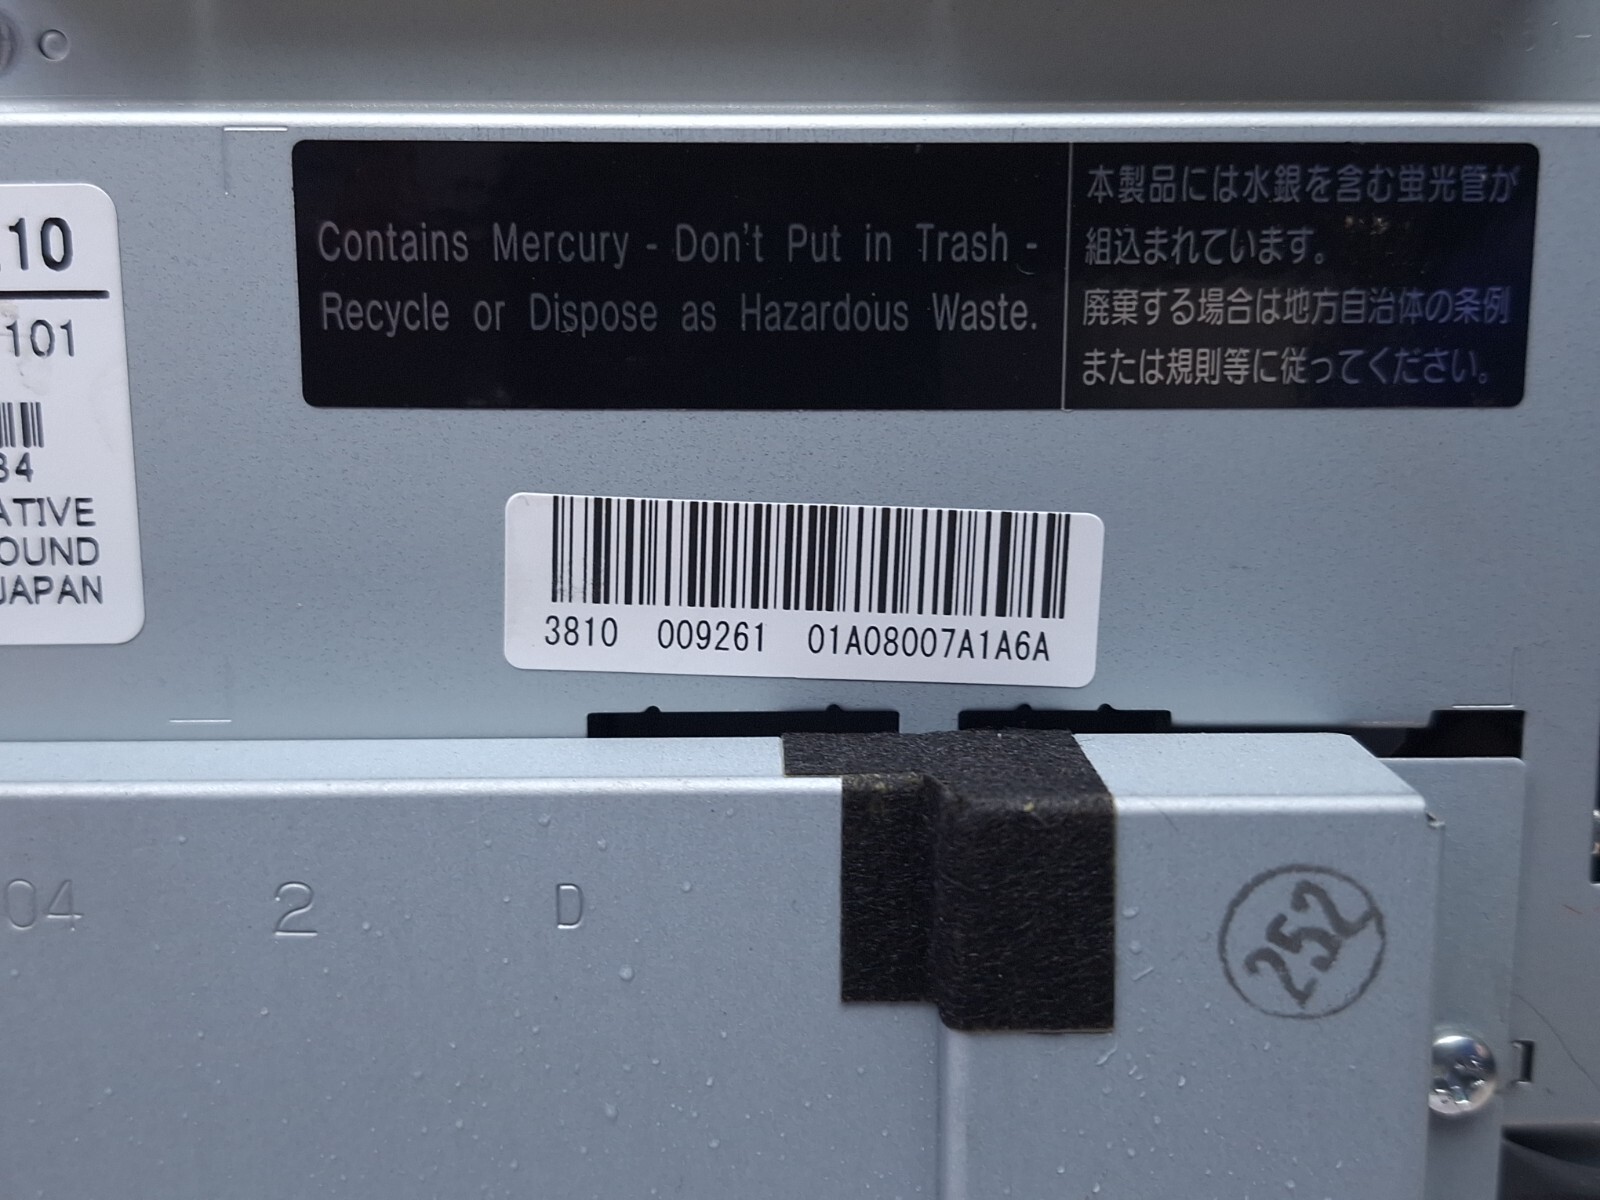 10
101
34
ATIVE
OUND
JAPAN
Contains Mercury - Don't Put in Trash -
Recycle or Dispose as Hazardous Waste.
本製品には水銀を含む蛍光管が
組込まれています。
廃棄する場合は地方自治体の条例
または規則等に従ってください。
3810 009261 01A08007A1A6A
04 2 D
252